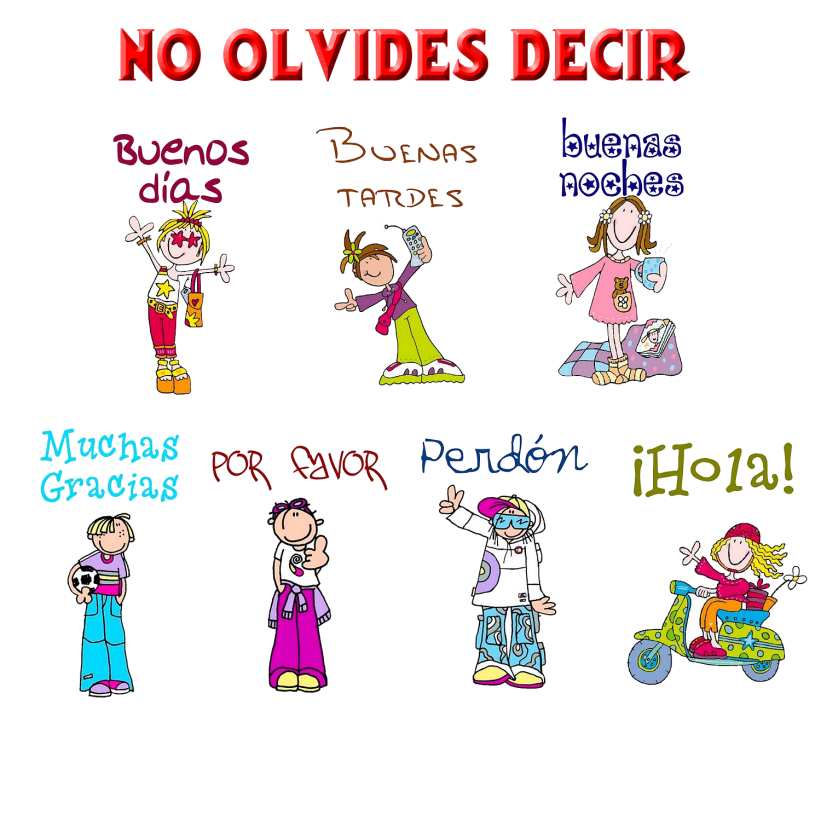 NO OLVIDES DECIR
Buenos
días
BUENAS
TARDES
buenas
noches
Muchas
Gracias
POR FAVOR
Perdón
¡Hola!